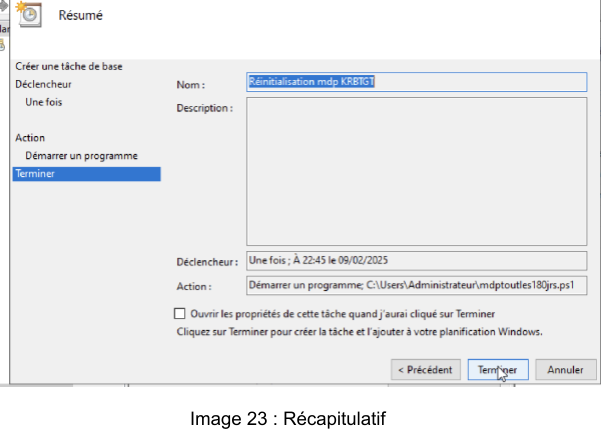 Résumé
Créer une tâche de base
Déclencheur
Une fois
Action
Démarrer un programme
Terminer
Nom :
Réinitialisation mdp KRBTGT
Description :
Déclencheur :
Une fois ; À 22:45 le 09/02/2025
Action :
Démarrer un programme; C:\Users\Administrateur\mdptoutles180jrs.ps1
Ouvrir les propriétés de cette tâche quand j'aurai cliqué sur Terminer
Cliquez sur Terminer pour créer la tâche et l'ajouter à votre planification Windows.
< Précédent
Terminer
Annuler
Image 23 : Récapitulatif